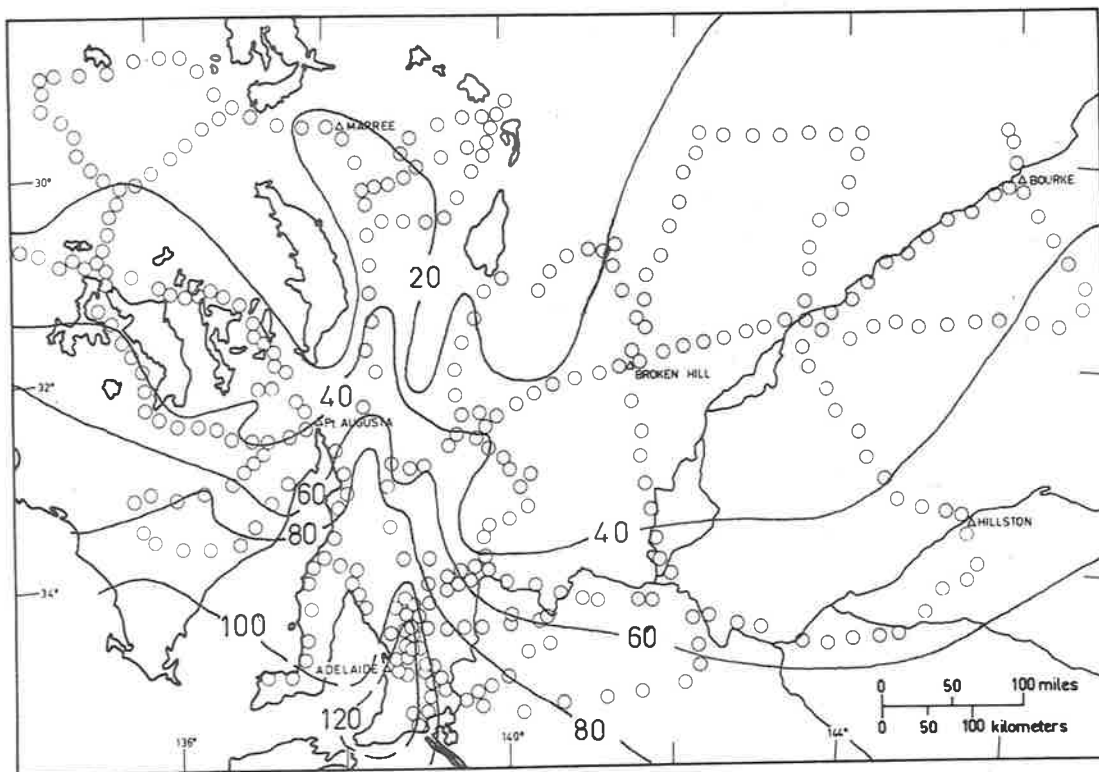 MARREE
30°
BOURKE
20
32°
BROKEN HILL
40
Pt. AUGUSTA
60
80
40
HILLSTON
34°
100
60
ADELAIDE
0 50 100 miles
0 50 100 kilometers
120
80
136°
140°
144°